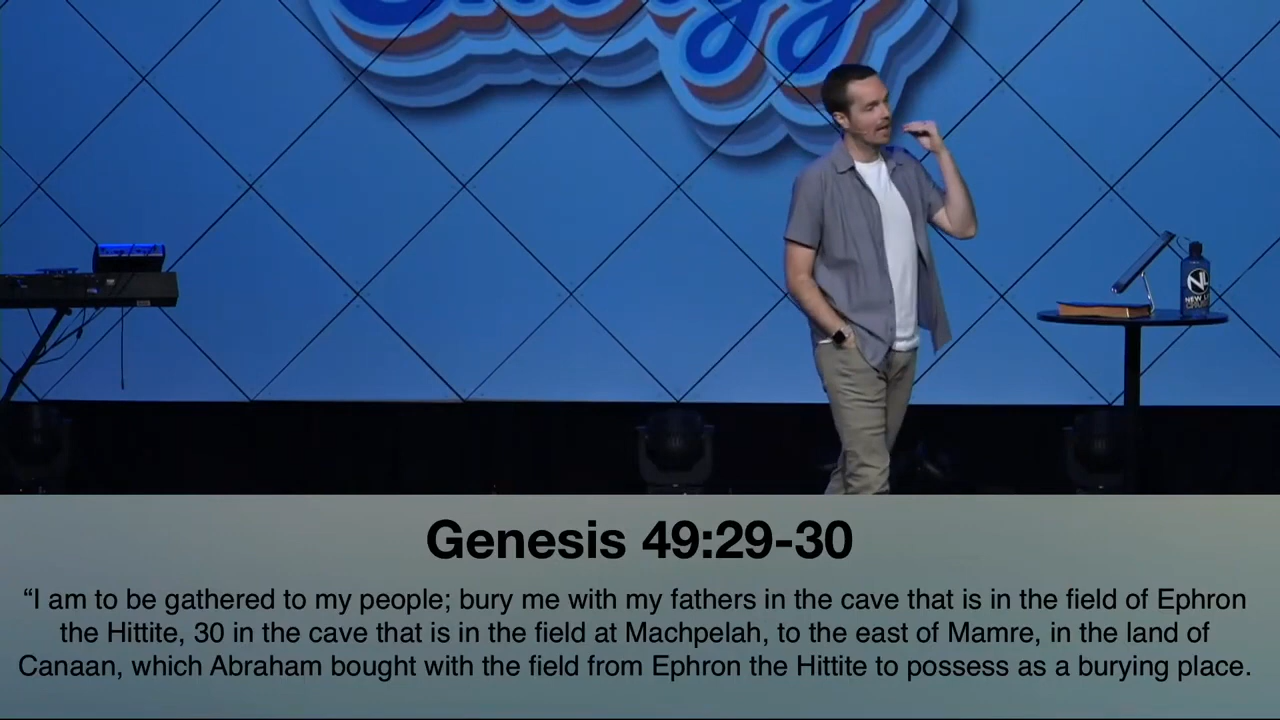 NL
NEW
Genesis 49:29-30
“I am to be gathered to my people; bury me with my fathers in the cave that is in the field of Ephron
the Hittite, 30 in the cave that is in the field at Machpelah, to the east of Mamre, in the land of
Canaan, which Abraham bought with the field from Ephron the Hittite to possess as a burying place.